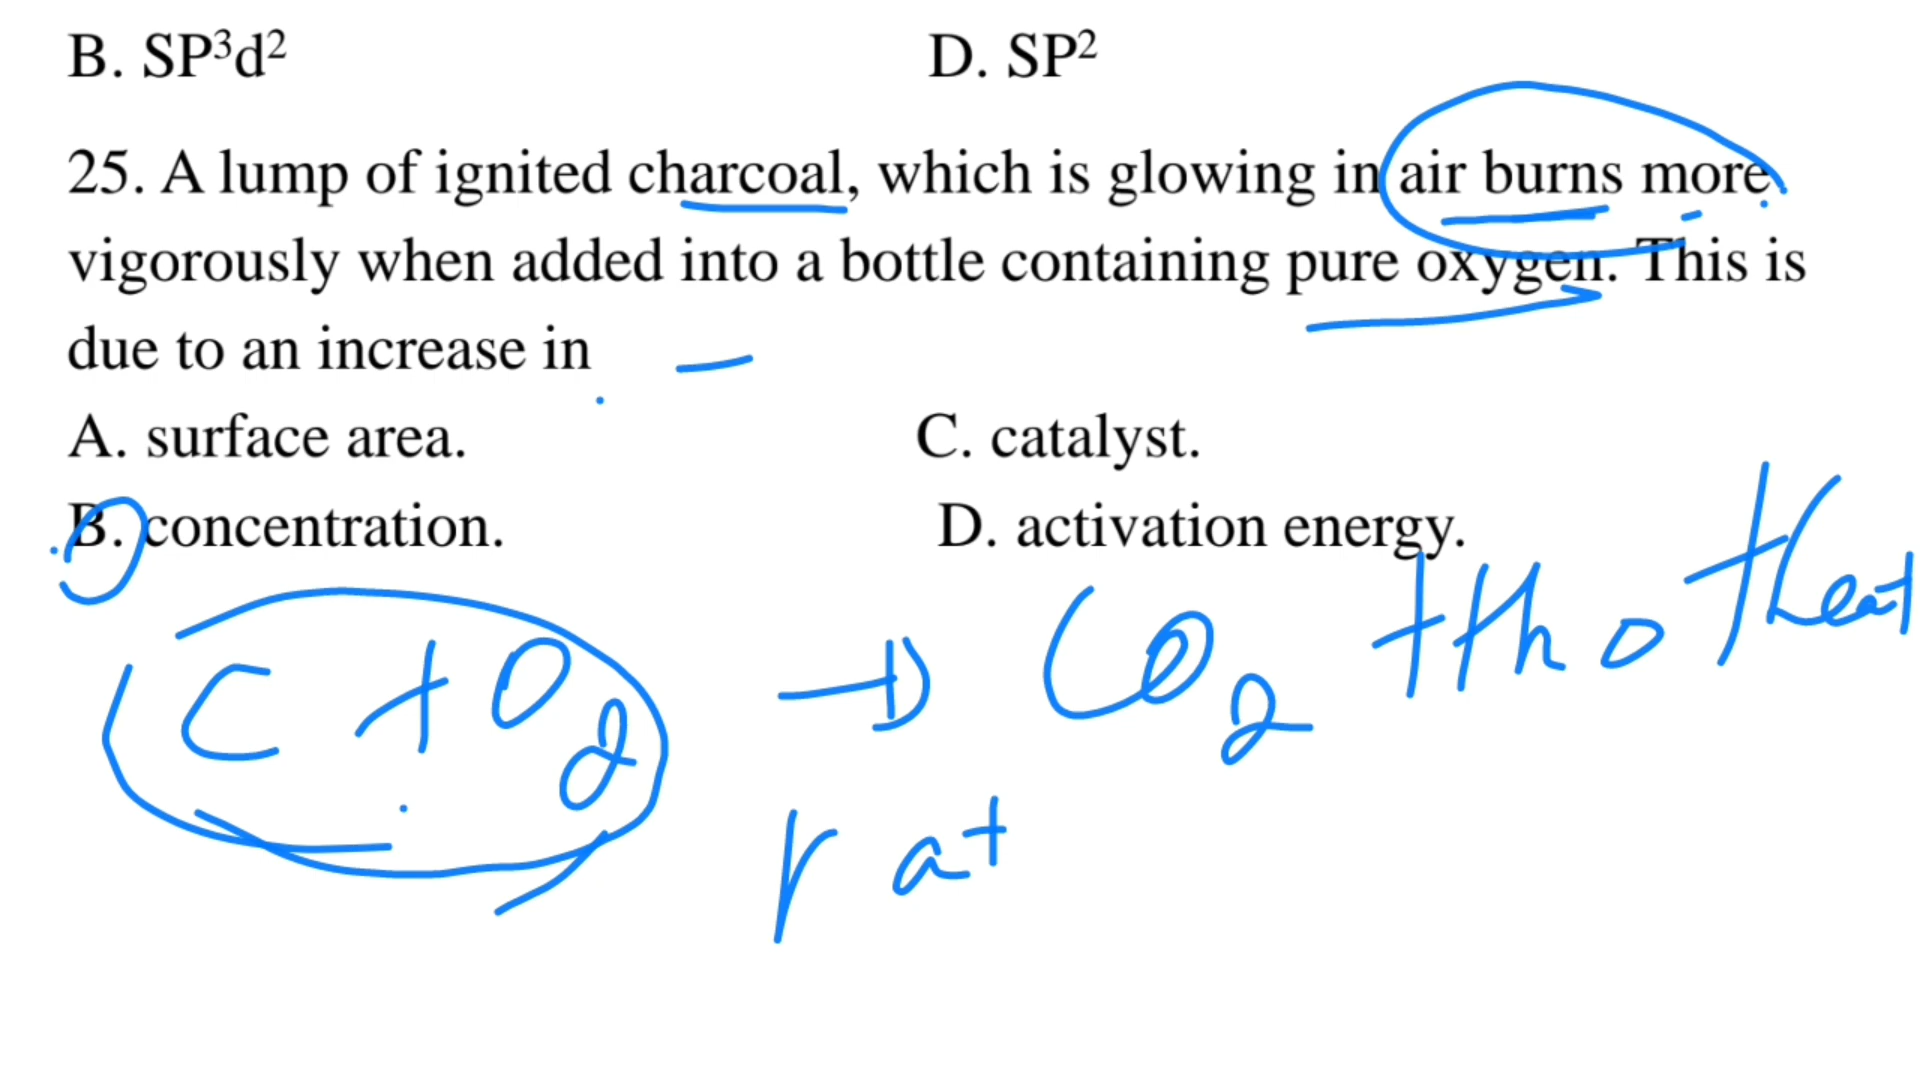 B. SP³d² D. SP²
25. A lump of ignited charcoal, which is glowing in air burns more
vigorously when added into a bottle containing pure oxygen. This is
due to an increase in
A. surface area. C. catalyst.
B. concentration. D. activation energy.
C + O2 → CO2 + H2O + Heat
rat